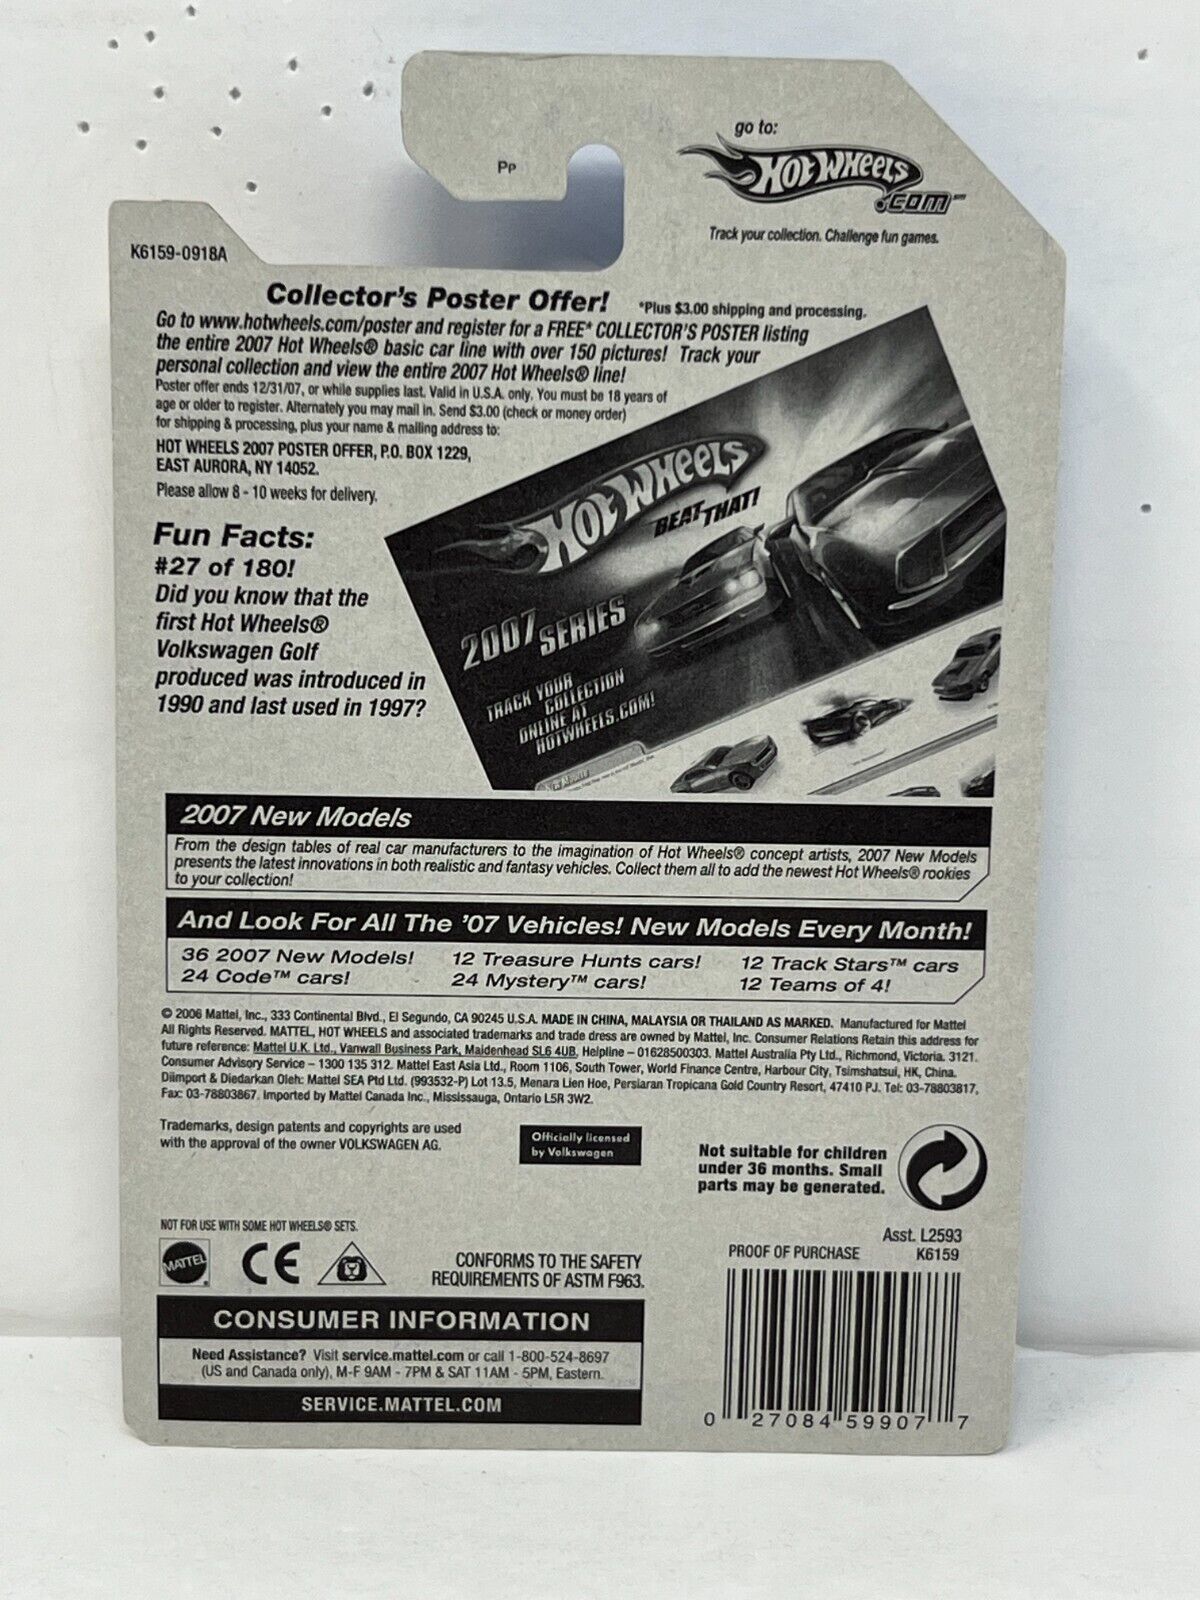 go to:
HOT WHEELS
.COM
Track your collection. Challenge fun games.
PP
K6159-0918A
Collector's Poster Offer!
*Plus $3.00 shipping and processing.
Go to www.hotwheels.com/poster and register for a FREE* COLLECTOR'S POSTER listing
the entire 2007 Hot Wheels® basic car line with over 150 pictures! Track your
personal collection and view the entire 2007 Hot Wheels® line!
Poster offer ends 12/31/07, or while supplies last. Valid in U.S.A. only. You must be 18 years of
age or older to register. Alternately you may mail in. Send $3.00 (check or money order)
for shipping & processing, plus your name & mailing address to:
HOT WHEELS 2007 POSTER OFFER, P.O. BOX 1229,
EAST AURORA, NY 14052.
Please allow 8 - 10 weeks for delivery.
HOT WHEELS
BEAT THAT!
2007 SERIES
TRACK YOUR
COLLECTION
ONLINE AT
HOTWHEELS.COM!
Fun Facts:
#27 of 180!
Did you know that the
first Hot Wheels®
Volkswagen Golf
produced was introduced in
1990 and last used in 1997?
2007 New Models
From the design tables of real car manufacturers to the imagination of Hot Wheels® concept artists, 2007 New Models
presents the latest innovations in both realistic and fantasy vehicles. Collect them all to add the newest Hot Wheels® rookies
to your collection!
And Look For All The '07 Vehicles! New Models Every Month!
36 2007 New Models! 12 Treasure Hunts cars! 12 Track Stars™ cars
24 Code™ cars! 24 Mystery™ cars! 12 Teams of 4!
© 2006 Mattel, Inc., 333 Continental Blvd., El Segundo, CA 90245 U.S.A. MADE IN CHINA, MALAYSIA OR THAILAND AS MARKED. Manufactured for Mattel
All Rights Reserved. MATTEL, HOT WHEELS and associated trademarks and trade dress are owned by Mattel, Inc. Consumer Relations Retain this address for
future reference: Mattel U.K. Ltd., Vanwall Business Park, Maidenhead SL6 4UB, Helpline – 01628500303. Mattel Australia Pty Ltd., Richmond, Victoria. 3121.
Consumer Advisory Service – 1300 135 312. Mattel East Asia Ltd., Room 1106, South Tower, World Finance Centre, Harbour City, Tsimshatsui, HK, China.
Diimport & Diedarkan Oleh: Mattel SEA Ptd Ltd. (993532-P) Lot 13.5, Menara Lien Hoe, Persiaran Tropicana Gold Country Resort, 47410 PJ. Tel: 03-78803817,
Fax: 03-78803867. Imported by Mattel Canada Inc., Mississauga, Ontario L5R 3W2.
Trademarks, design patents and copyrights are used
with the approval of the owner VOLKSWAGEN AG.
Officially licensed
by Volkswagen
Not suitable for children
under 36 months. Small
parts may be generated.
NOT FOR USE WITH SOME HOT WHEELS® SETS.
MATTEL
CE
CONFORMS TO THE SAFETY
REQUIREMENTS OF ASTM F963.
Asst. L2593
PROOF OF PURCHASE K6159
CONSUMER INFORMATION
Need Assistance? Visit service.mattel.com or call 1-800-524-8697
(US and Canada only), M-F 9AM - 7PM & SAT 11AM - 5PM, Eastern.
SERVICE.MATTEL.COM
0 27084 59907 7